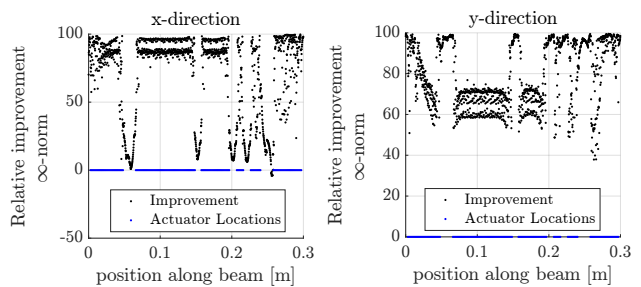 x-direction
Relative improvement
∞-norm
100
50
0
-50
Improvement
Actuator Locations
0
0.1
0.2
0.3
position along beam [m]
y-direction
Relative improvement
∞-norm
100
80
60
40
20
0
Improvement
Actuator Locations
0
0.1
0.2
0.3
position along beam [m]